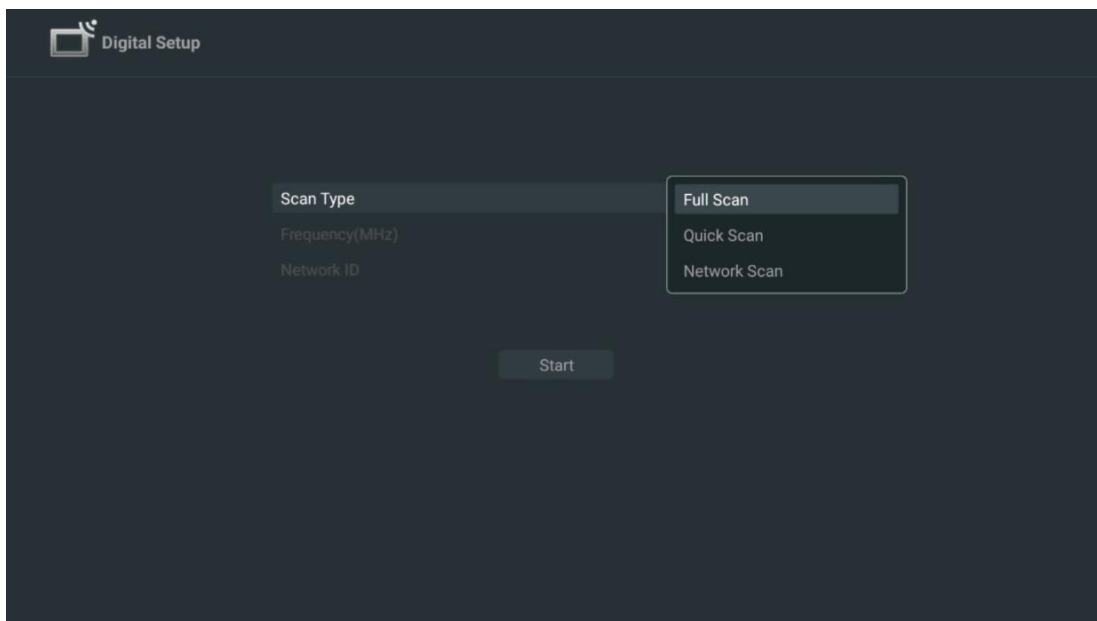 Digital Setup
Scan Type
Full Scan
Frequency(MHz)
Quick Scan
Network ID
Network Scan
Start